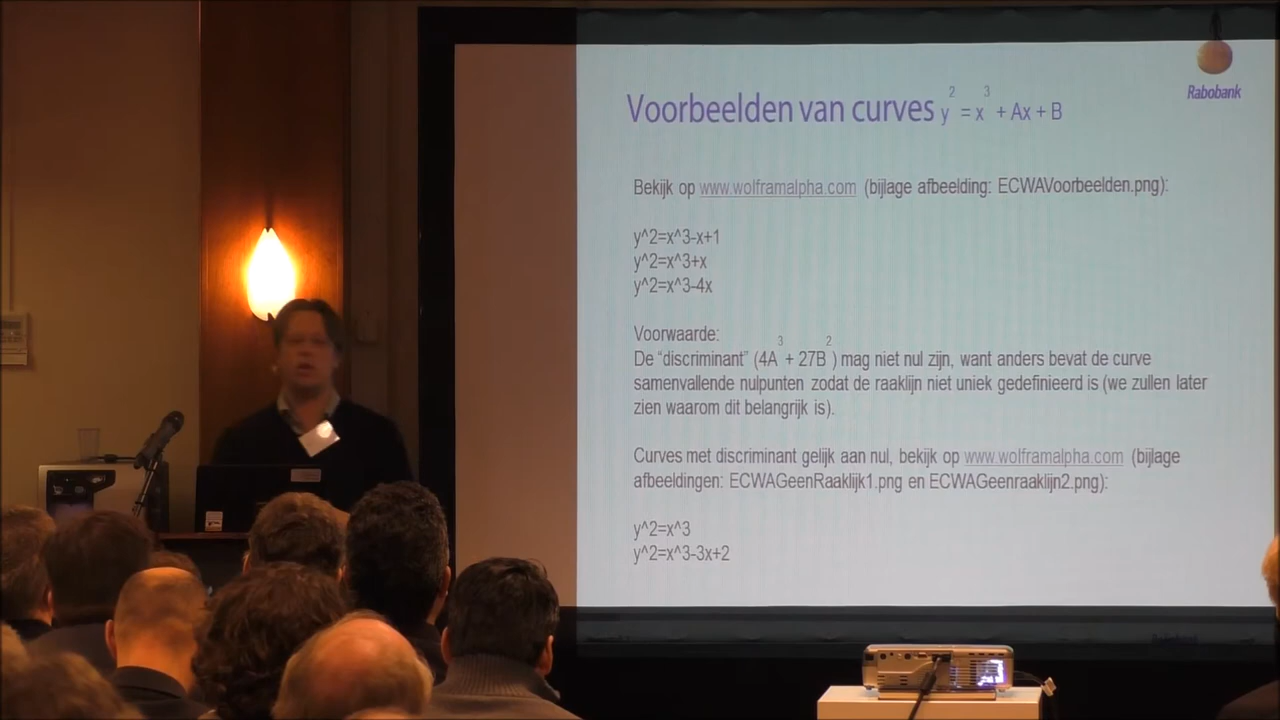 Voorbeelden van curves y² = x³ + Ax + B
Rabobank
Bekijk op www.wolframalpha.com (bijlage afbeelding: ECWAVoorbeelden.png):
y^2=x^3-x+1
y^2=x^3+x
y^2=x^3-4x
Voorwaarde:
De “discriminant” (4A³ + 27B²) mag niet nul zijn, want anders bevat de curve
samenvallende nulpunten zodat de raaklijn niet uniek gedefinieerd is (we zullen later
zien waarom dit belangrijk is).
Curves met discriminant gelijk aan nul, bekijk op www.wolframalpha.com (bijlage
afbeeldingen: ECWAGeenRaaklijk1.png en ECWAGeenraaklijn2.png):
y^2=x^3
y^2=x^3-3x+2